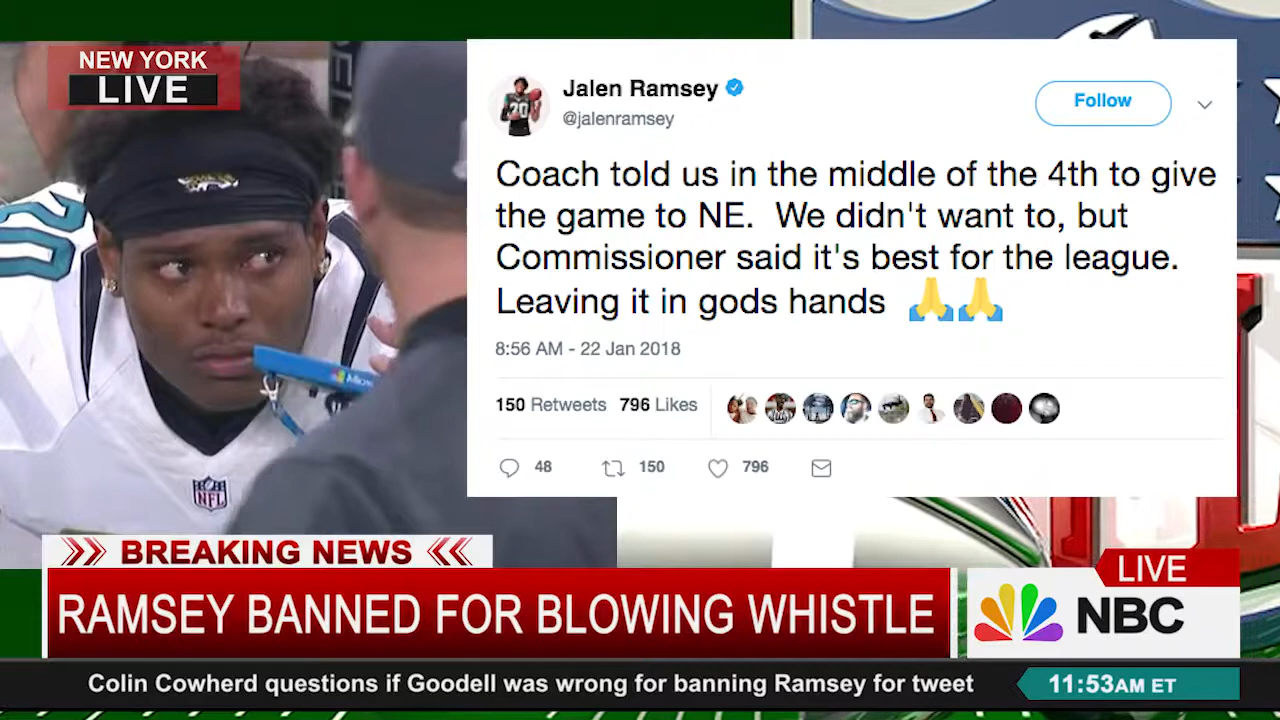 NEW YORK
LIVE
20
NFL
Jalen Ramsey
@jalenramsey
Follow
Coach told us in the middle of the 4th to give
the game to NE. We didn't want to, but
Commissioner said it's best for the league.
Leaving it in gods hands 🙏🙏
8:56 AM - 22 Jan 2018
150 Retweets 796 Likes
48 150 796
BREAKING NEWS
RAMSEY BANNED FOR BLOWING WHISTLE
LIVE
NBC
Colin Cowherd questions if Goodell was wrong for banning Ramsey for tweet
11:53AM ET